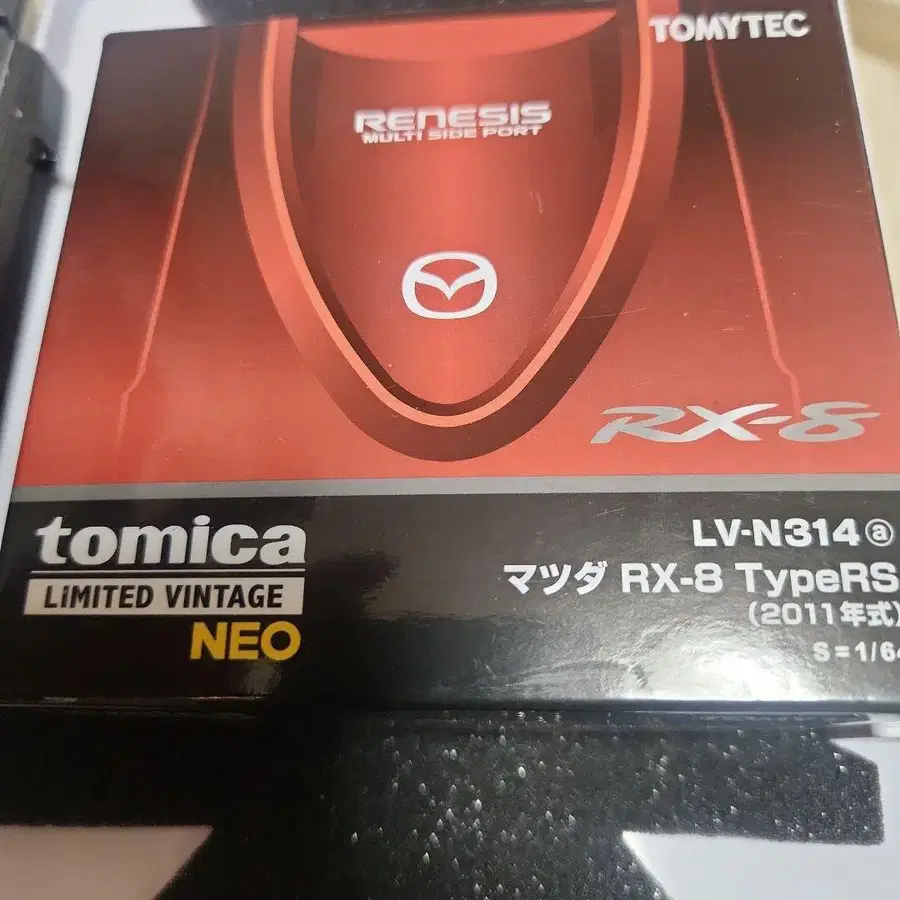 TOMYTEC
RENESIS
MULTI SIDE PORT
RX-8
tomica
LIMITED VINTAGE
NEO
LV-N314ⓐ
マツダ RX-8 TypeRS
(2011年式)
S=1/64